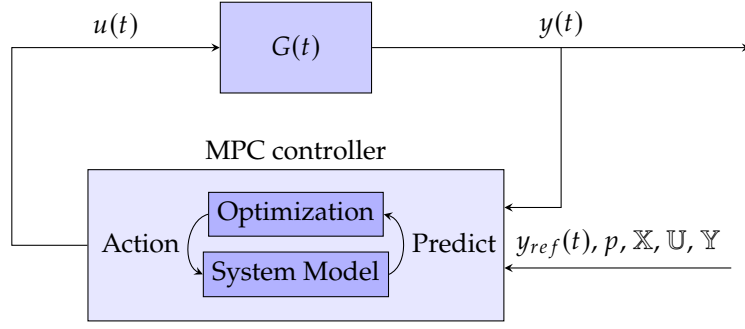 u(t)
G(t)
y(t)
MPC controller
Optimization
Action
Predict
System Model
y_{ref}(t), p, 𝕏, 𝕌, 𝕐